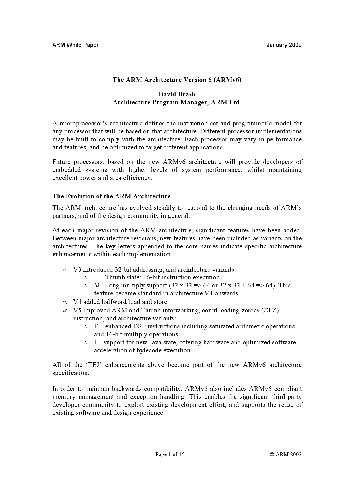 ARM White Paper
January 2002
The ARM Architecture Version 6 (ARMv6)
David Brash
Architecture Program Manager, ARM Ltd
A microprocessor's architecture defines the instruction set and programmer's model for
any processor that will be based on that architecture. Different processor implementations
may be built to comply with the architecture. Each processor may vary in performance
and features, and be optimized to target different applications.
Future processors, based on the new ARMv6 architecture will provide developers of
embedded systems with higher levels of system performance, whilst maintaining
excellent power and area efficiency.
The Evolution of the ARM Architecture
The ARM architecture has evolved steadily to respond to the changing needs of ARM's
partners, and of the design community in general.
At each major revision of the ARM architecture, significant features have been added.
Between major architecture revisions, new features have been included as variants on the
architecture. The key letters appended to the core names indicate specific architecture
enhancements within each implementation.
V3 introduced 32-bit addressing, and architecture variants
T – Thumb state: 16-bit instruction execution
M – long multiply support (32 x 32 => 64 or 32 x 32 + 64 => 64). This
feature became standard in architecture V4 onwards.
V4 added halfword load and store
V5 improved ARM and Thumb interworking, count leading zeroes (CLZ)
instruction, and architecture variants
E – enhanced DSP instructions including saturated arithmetic operations
and 16-bit multiply operations
J – support for new Java state, offering hardware and optimized software
acceleration of bytecode execution.
All of the 'TEJ' enhancements above become part of the new ARMv6 architecture
specification.
In order to maintain backwards compatibility, ARMv6 also includes ARMv5 compliant
memory management and exception handling. This enables the significant third-party
developer community to exploit existing development effort, and supports the reuse of
existing software and design experience.
© ARM 2002